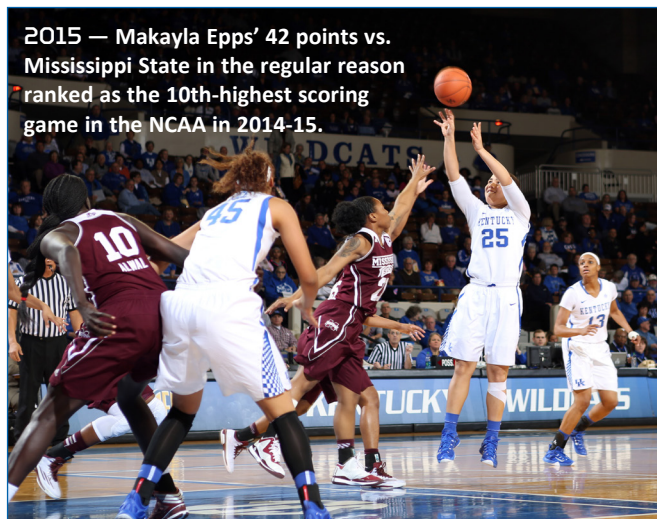 2015 — Makayla Epps' 42 points vs.
Mississippi State in the regular reason
ranked as the 10th-highest scoring
game in the NCAA in 2014-15.
WILDCATS
45
10
KENTUCKY
25
KENTUCKY
13
KENTUCKY WILDCATS